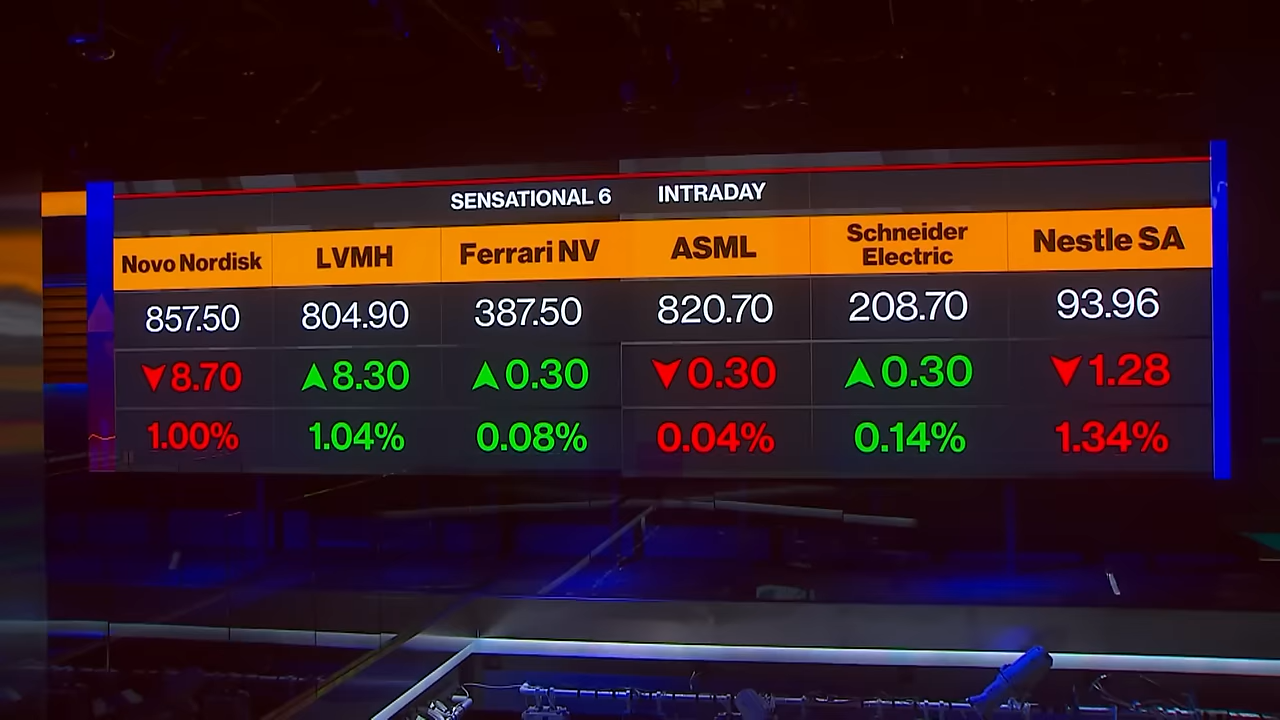 SENSATIONAL 6 INTRADAY
Novo Nordisk LVMH Ferrari NV ASML Schneider Electric Nestle SA
857.50 804.90 387.50 820.70 208.70 93.96
▼8.70 ▲8.30 ▲0.30 ▼0.30 ▲0.30 ▼1.28
1.00% 1.04% 0.08% 0.04% 0.14% 1.34%